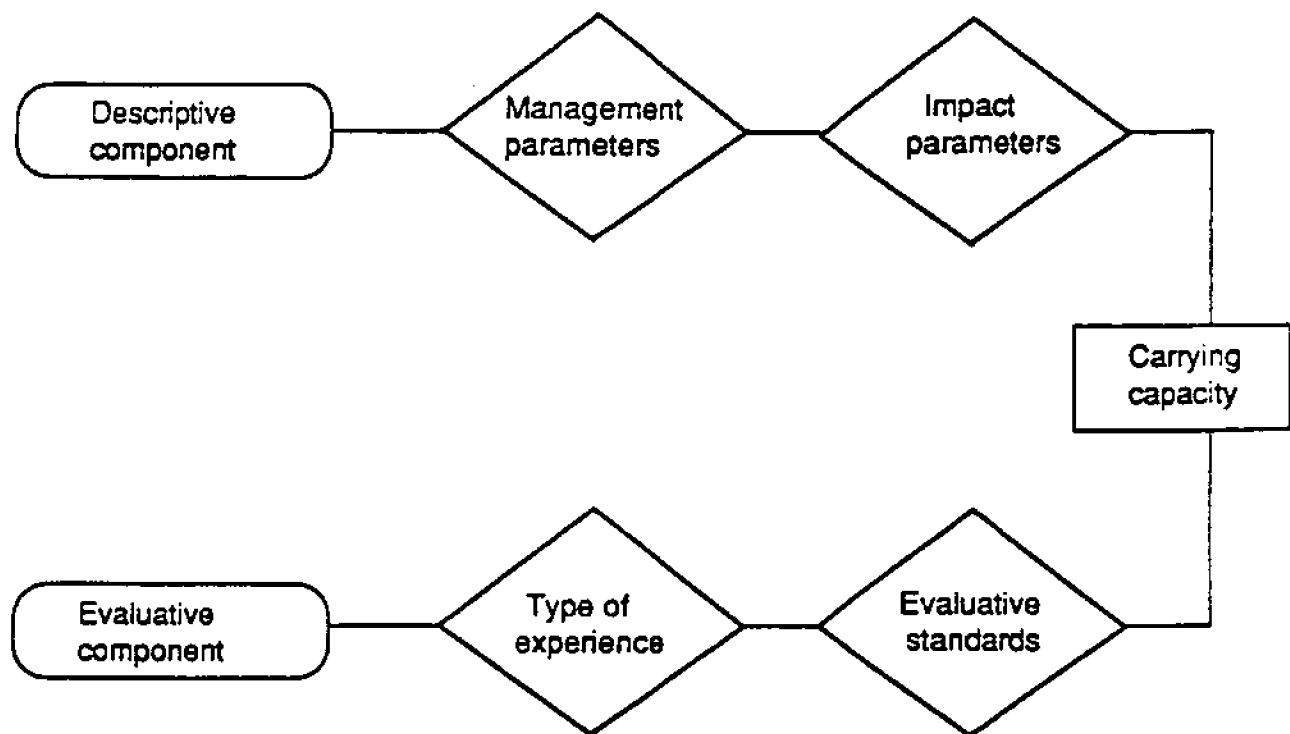 Descriptive
component
Management
parameters
Impact
parameters
Carrying
capacity
Evaluative
component
Type of
experience
Evaluative
standards